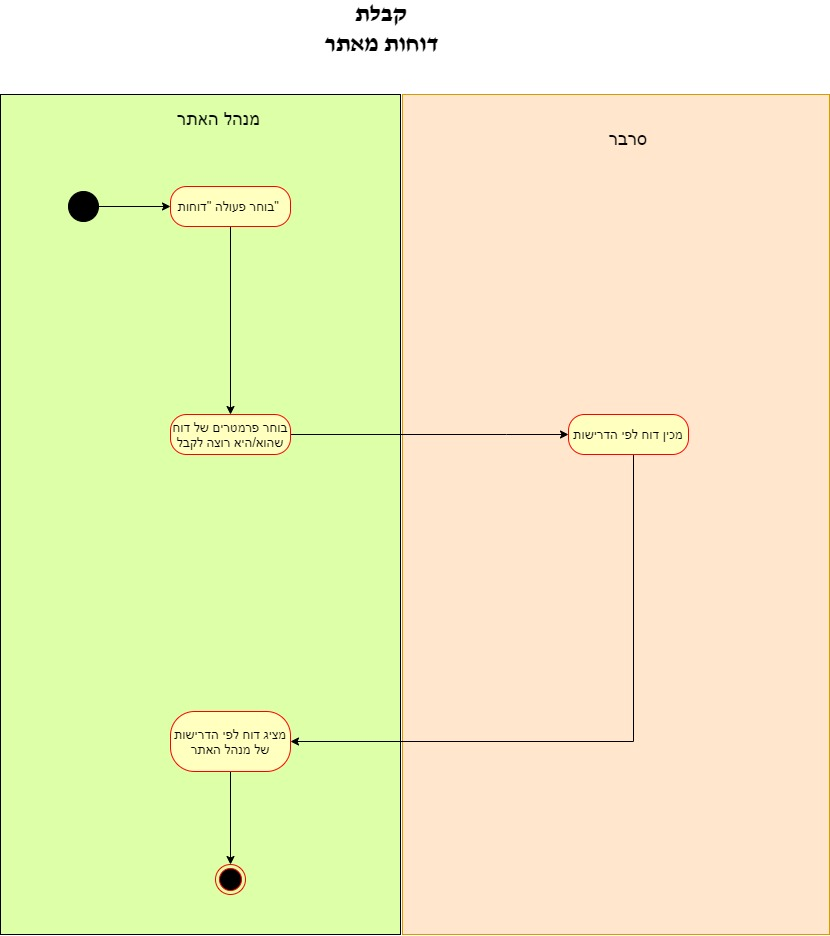 קבלת
דוחות מאתר
מנהל האתר
סרבר
בוחר פעולה "דוחות"
בוחר פרמטרים של דוח
שהוא/היא רוצה לקבל
מכין דוח לפי הדרישות
מציג דוח לפי הדרישות
של מנהל האתר